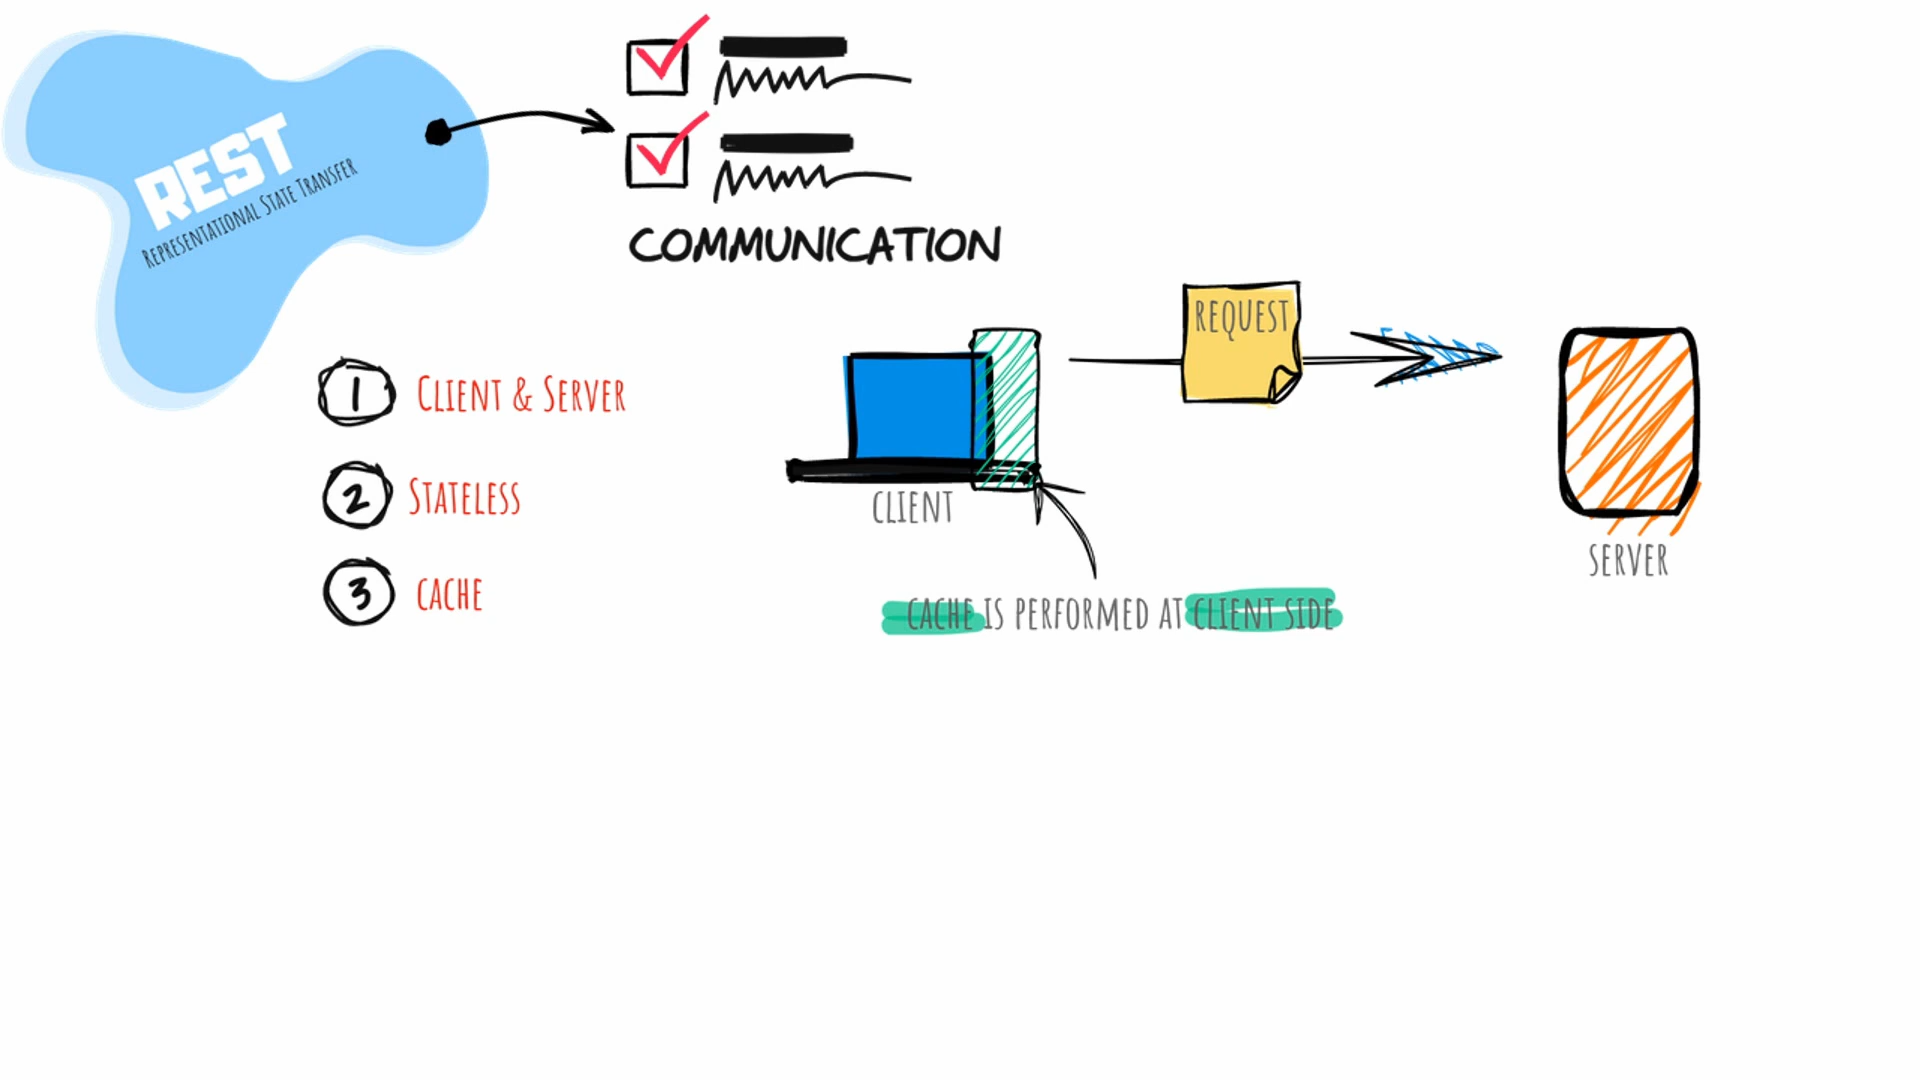 REST
Representational State Transfer
COMMUNICATION
1 Client & Server
2 Stateless
3 CACHE
REQUEST
CLIENT
SERVER
CACHE IS PERFORMED AT CLIENT SIDE